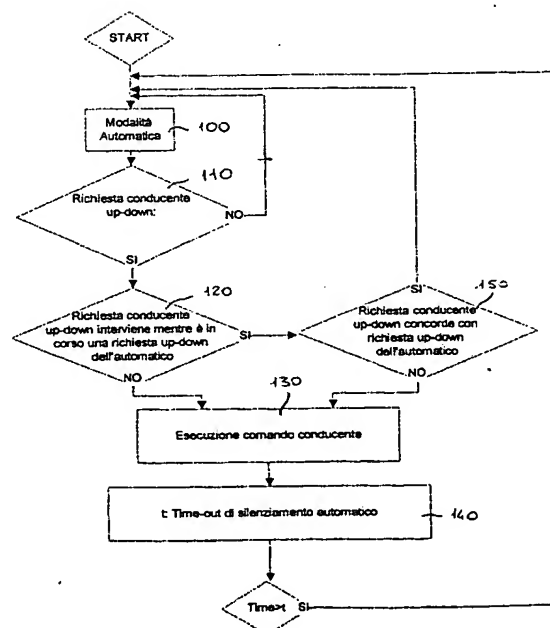 START
Modalità
Automatica
100
110
Richiesta conducente
up-down:
NO
SI
120
Richiesta conducente
up-down interviene mentre è in
corso una richiesta up-down
dell'automatico
SI
NO
150
SI
Richiesta conducente
up-down concorde con
richiesta up-down
dell'automatico
NO
130
Esecuzione comando conducente
t: Time-out di silenziamento automatico
140
Time>t
SI